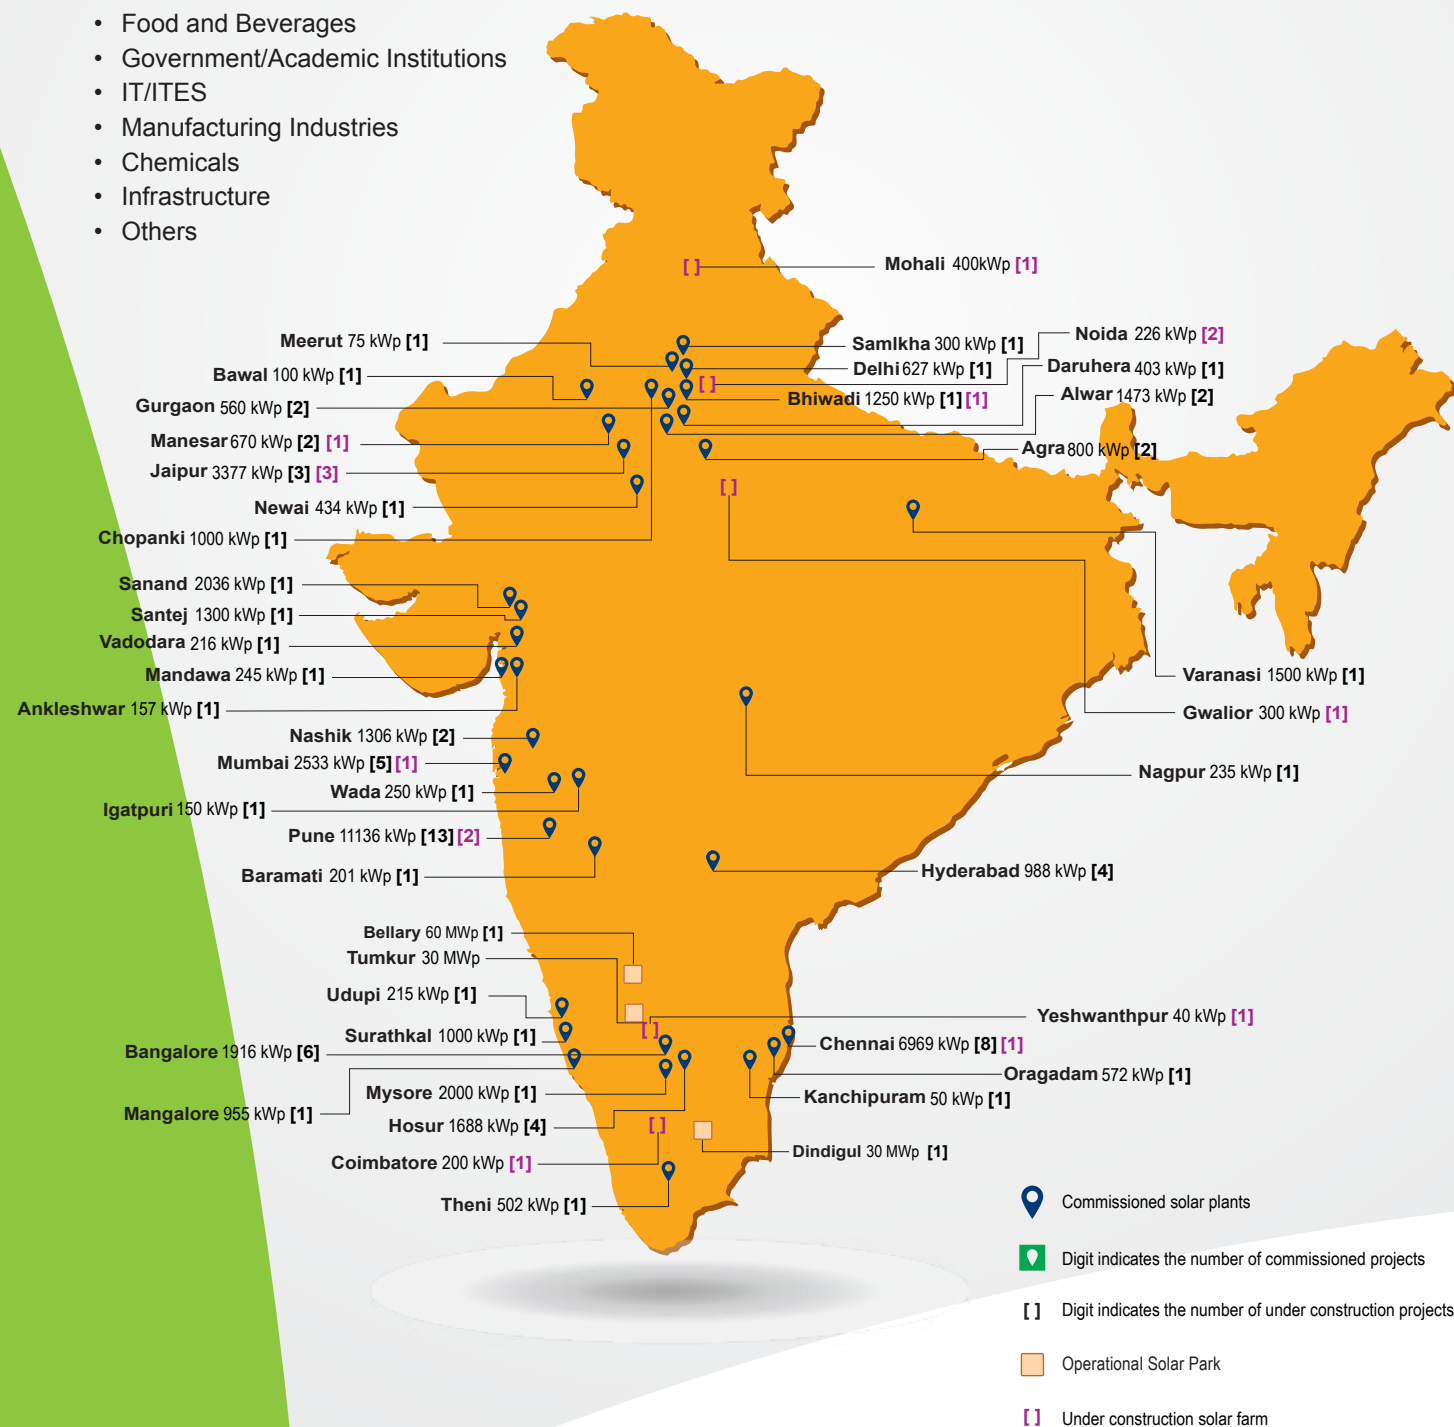 • Food and Beverages
• Government/Academic Institutions
• IT/ITES
• Manufacturing Industries
• Chemicals
• Infrastructure
• Others
[ ]
Mohali 400kWp [1]
Meerut 75 kWp [1]
Bawal 100 kWp [1]
Gurgaon 560 kWp [2]
Manesar 670 kWp [2] [1]
Jaipur 3377 kWp [3] [3]
Newai 434 kWp [1]
Chopanki 1000 kWp [1]
Sanand 2036 kWp [1]
Santej 1300 kWp [1]
Vadodara 216 kWp [1]
Mandawa 245 kWp [1]
Ankleshwar 157 kWp [1]
Nashik 1306 kWp [2]
Mumbai 2533 kWp [5] [1]
Wada 250 kWp [1]
Igatpuri 150 kWp [1]
Pune 11136 kWp [13] [2]
Baramati 201 kWp [1]
Bellary 60 MWp [1]
Tumkur 30 MWp
Udupi 215 kWp [1]
Surathkal 1000 kWp [1]
Bangalore 1916 kWp [6]
Mysore 2000 kWp [1]
Mangalore 955 kWp [1]
Hosur 1688 kWp [4]
Coimbatore 200 kWp [1]
Theni 502 kWp [1]
Samlkha 300 kWp [1]
Delhi 627 kWp [1]
[ ]
Bhiwadi 1250 kWp [1] [1]
Noida 226 kWp [2]
Daruhera 403 kWp [1]
Alwar 1473 kWp [2]
Agra 800 kWp [2]
[ ]
Varanasi 1500 kWp [1]
Gwalior 300 kWp [1]
Nagpur 235 kWp [1]
Hyderabad 988 kWp [4]
[ ]
Yeshwanthpur 40 kWp [1]
Chennai 6969 kWp [8] [1]
Oragadam 572 kWp [1]
Kanchipuram 50 kWp [1]
[ ]
Dindigul 30 MWp [1]
Commissioned solar plants
Digit indicates the number of commissioned projects
[ ] Digit indicates the number of under construction projects
Operational Solar Park
[ ] Under construction solar farm